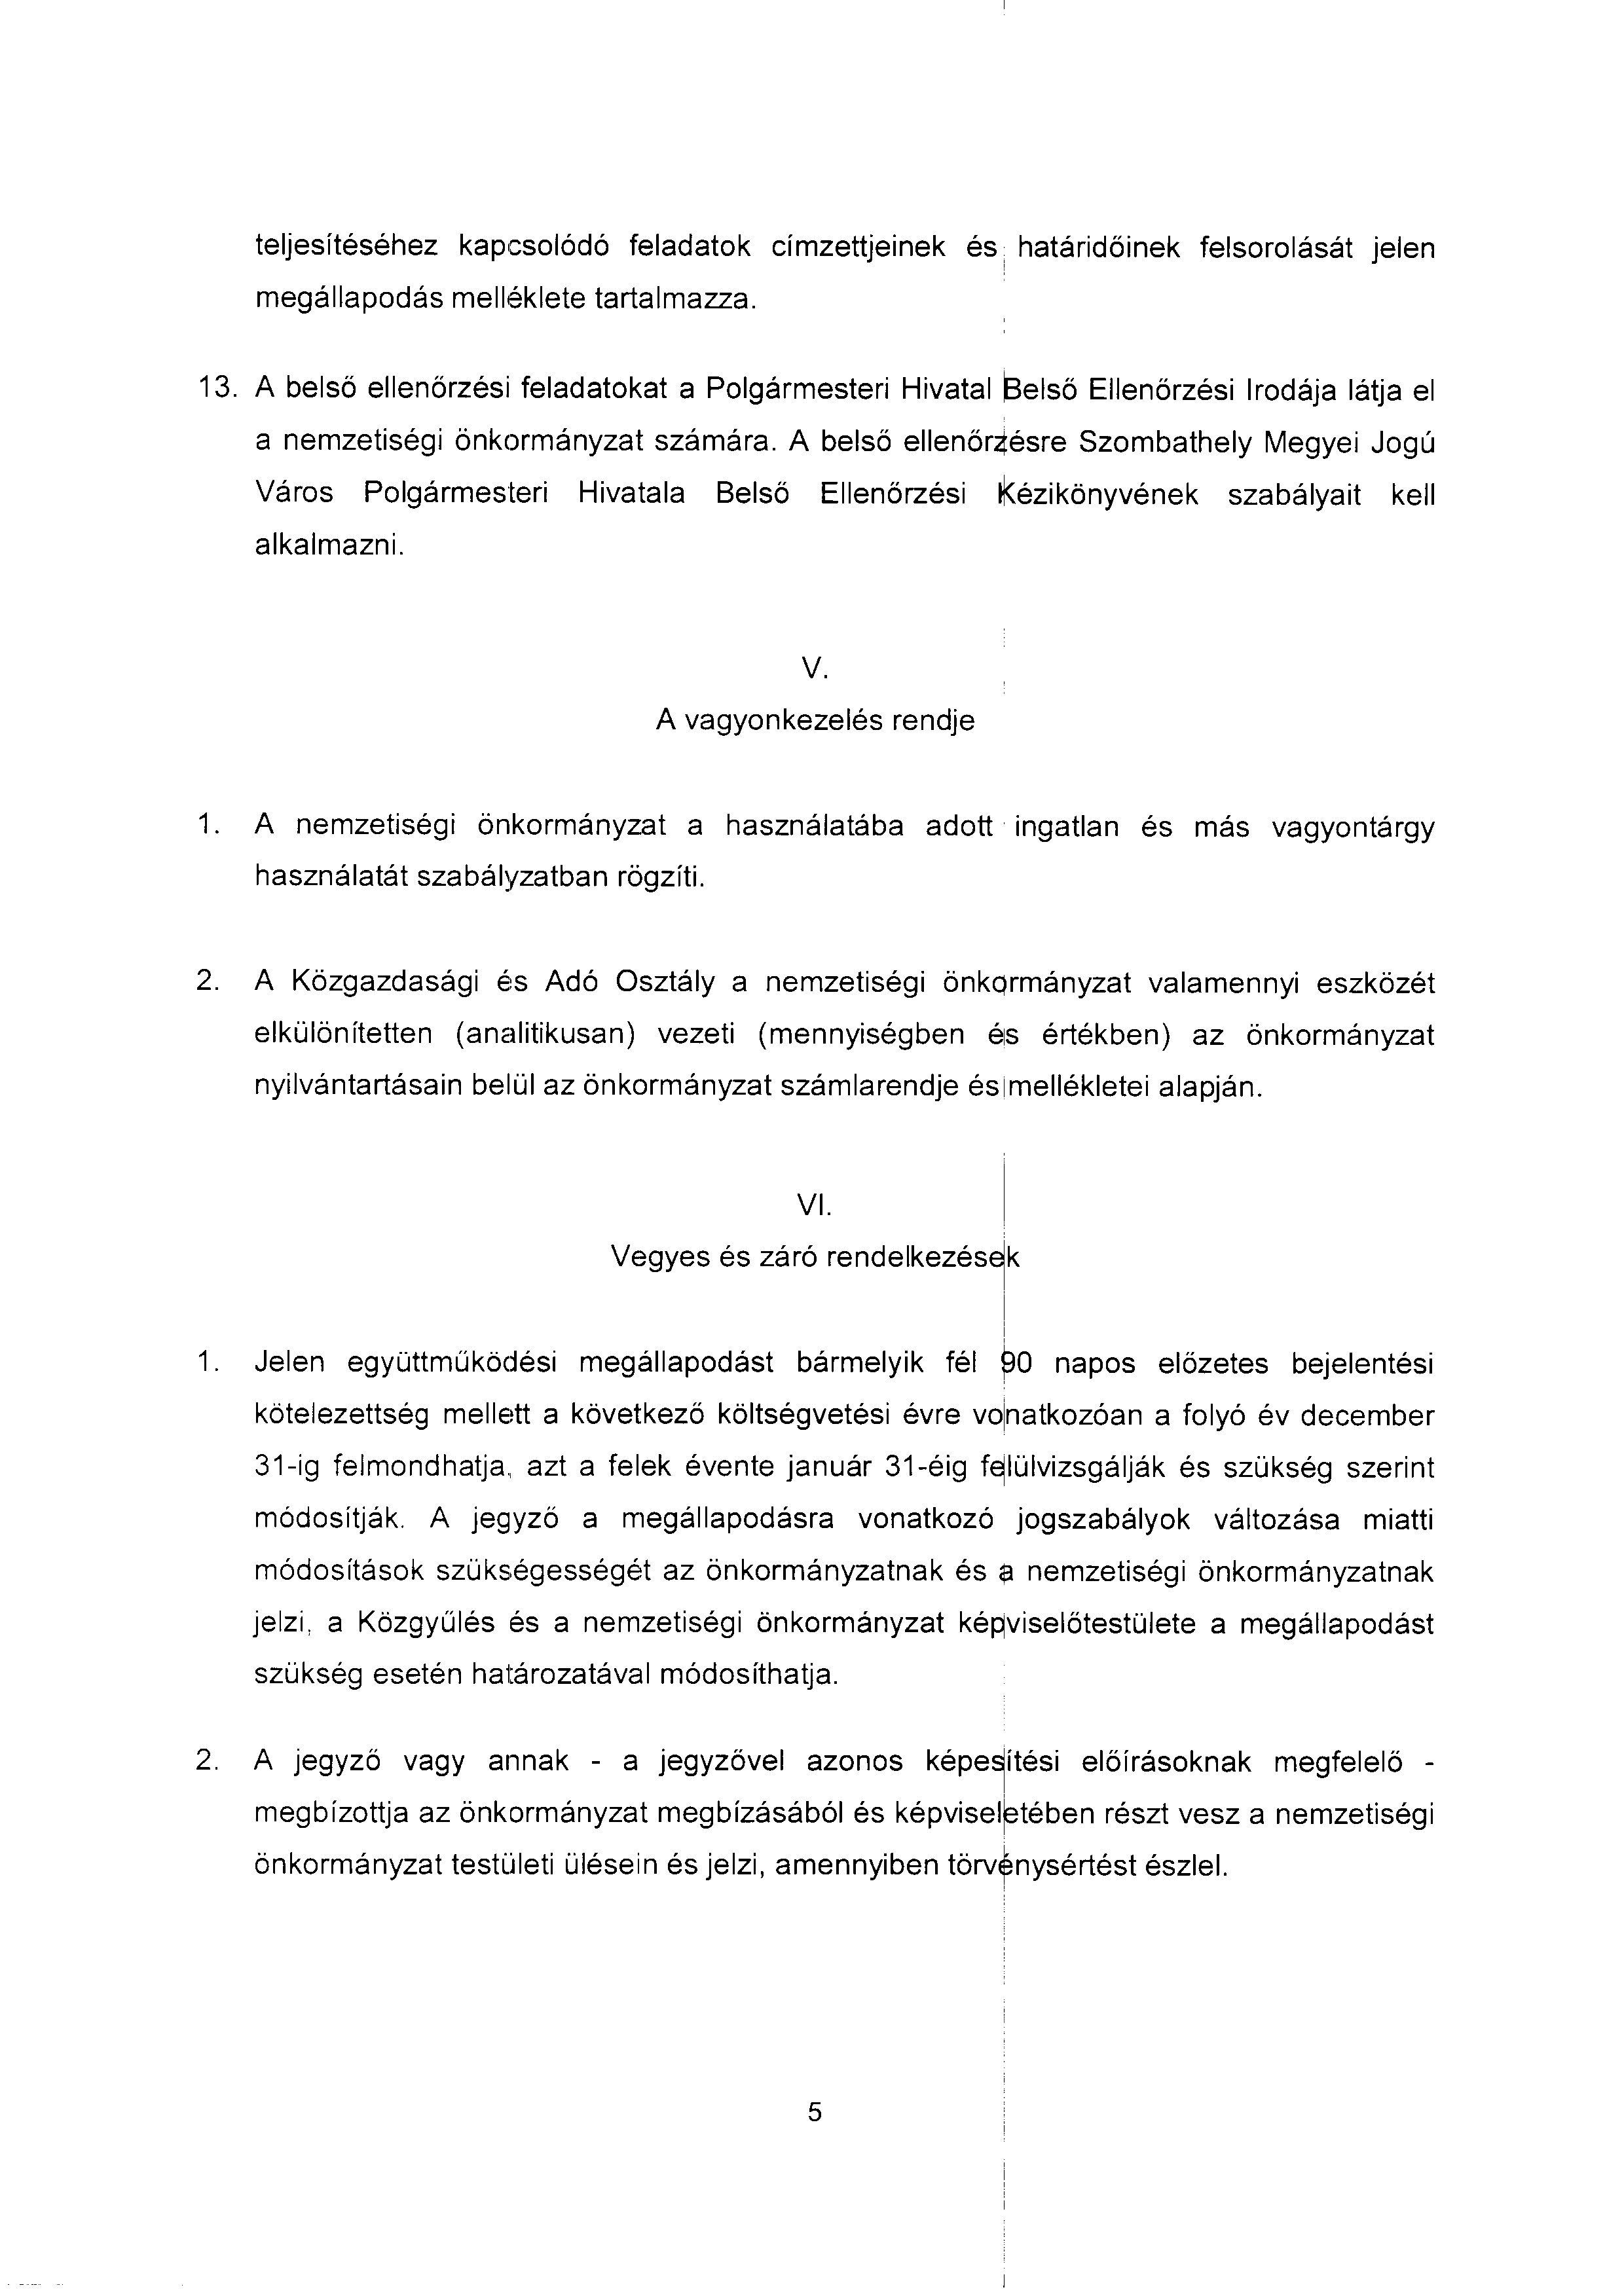 teljesítéséhez kapcsolódó feladatok címzettjeinek és határidőinek felsorolását jelen
megállapodás melléklete tartalmazza.
13. A belső ellenőrzési feladatokat a Polgármesteri Hivatal Belső Ellenőrzési Irodája látja el
a nemzetiségi önkormányzat számára. A belső ellenőrzésre Szombathely Megyei Jogú
Város Polgármesteri Hivatala Belső Ellenőrzési Kézikönyvének szabályait kell
alkalmazni.
V.
A vagyonkezelés rendje
1. A nemzetiségi önkormányzat a használatába adott ingatlan és más vagyontárgy
használatát szabályzatban rögzíti.
2. A Közgazdasági és Adó Osztály a nemzetiségi önkormányzat valamennyi eszközét
elkülönítetten (analitikusan) vezeti (mennyiségben és értékben) az önkormányzat
nyilvántartásain belül az önkormányzat számlarendje és mellékletei alapján.
VI.
Vegyes és záró rendelkezések
1. Jelen együttműködési megállapodást bármelyik fél 90 napos előzetes bejelentési
kötelezettség mellett a következő költségvetési évre vonatkozóan a folyó év december
31-ig felmondhatja, azt a felek évente január 31-éig felülvizsgálják és szükség szerint
módosítják. A jegyző a megállapodásra vonatkozó jogszabályok változása miatti
módosítások szükségességét az önkormányzatnak és a nemzetiségi önkormányzatnak
jelzi, a Közgyűlés és a nemzetiségi önkormányzat képviselőtestülete a megállapodást
szükség esetén határozatával módosíthatja.
2. A jegyző vagy annak - a jegyzővel azonos képesítési előírásoknak megfelelő -
megbízottja az önkormányzat megbízásából és képviseletében részt vesz a nemzetiségi
önkormányzat testületi ülésein és jelzi, amennyiben törvénysértést észlel.
5